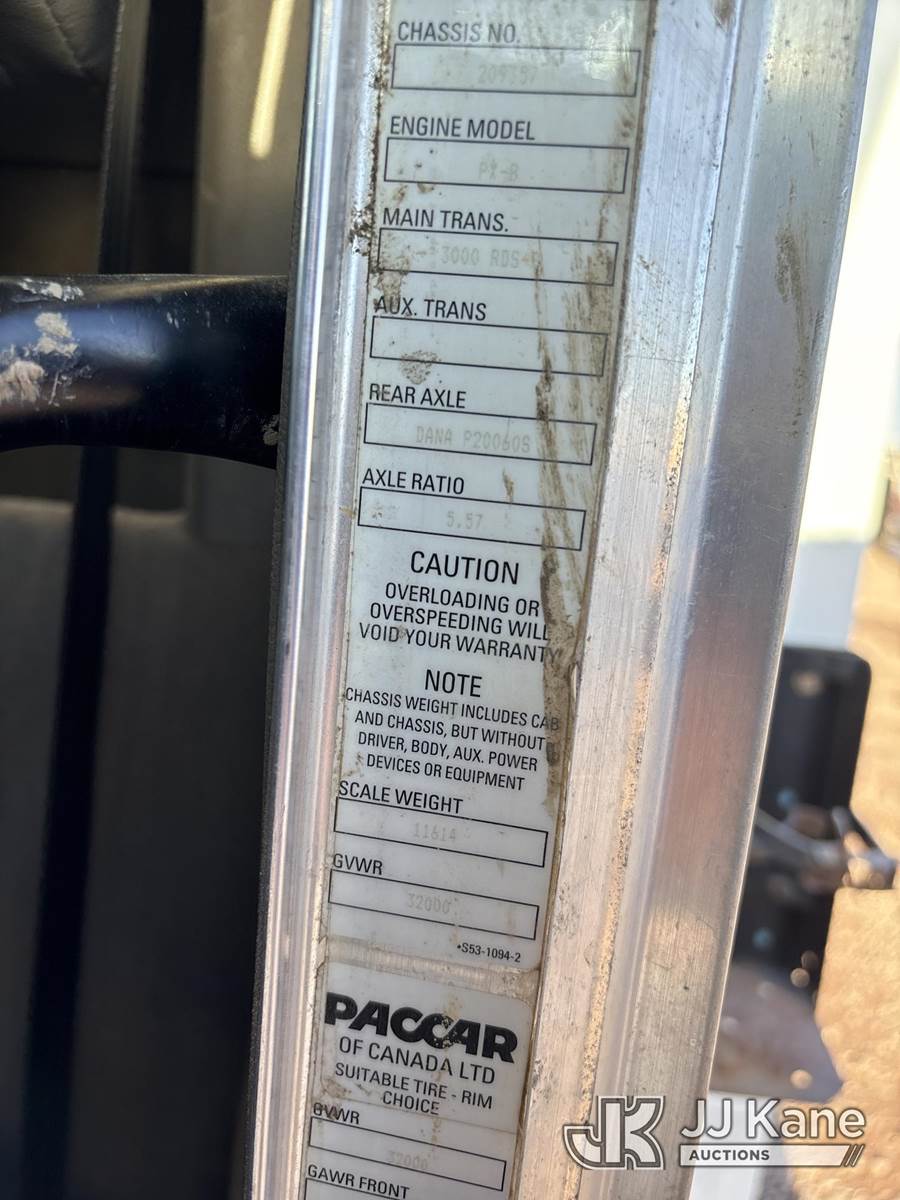 CHASSIS NO.
ENGINE MODEL
PX-8
MAIN TRANS.
3000 RDS
AUX. TRANS
REAR AXLE
DANA P20060S
AXLE RATIO
5.57
CAUTION
OVERLOADING OR
OVERSPEEDING WILL
VOID YOUR WARRANTY
NOTE
CHASSIS WEIGHT INCLUDES CAB
AND CHASSIS, BUT WITHOUT
DRIVER, BODY, AUX. POWER
DEVICES OR EQUIPMENT
SCALE WEIGHT
11614
GVWR
32000
*S53-1094-2
PACCAR
OF CANADA LTD
SUITABLE TIRE - RIM
CHOICE
GVWR
32000
GAWR FRONT
JK JJ Kane
AUCTIONS